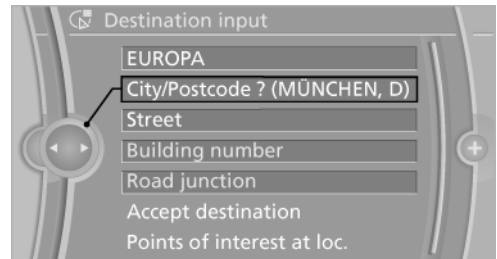 Destination input
EUROPA
City/Postcode ? (MÜNCHEN, D)
Street
Building number
Road junction
Accept destination
Points of interest at loc.